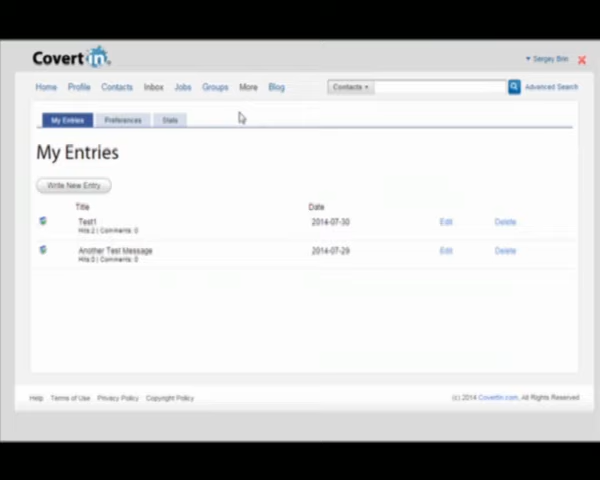 Covertin
Sergey Brin
Home Profile Contacts Inbox Jobs Groups More Blog Contacts Advanced Search
My Entries Preferences Stats
My Entries
Write New Entry
Title Date
Test1 2014-07-30 Edit Delete
Hits:2 | Comments: 0
Another Test Message 2014-07-29 Edit Delete
Hits:0 | Comments: 0
Help Terms of Use Privacy Policy Copyright Policy (c) 2014 CovertIn.com, All Rights Reserved